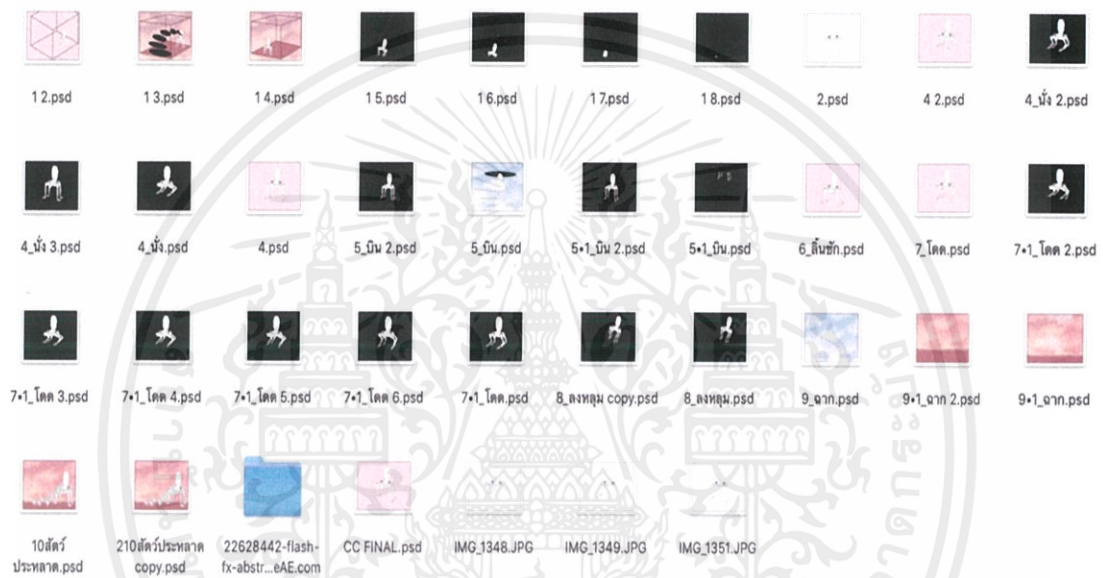 1 2.psd
1 3.psd
1 4.psd
1 5.psd
1 6.psd
1 7.psd
1 8.psd
2.psd
4 2.psd
4_นั่ง 2.psd
4_นั่ง 3.psd
4_นั่ง.psd
4.psd
5_บิน 2.psd
5_บิน.psd
5•1_บิน 2.psd
5•1_บิน.psd
6_ลิ้นชัก.psd
7_โดด.psd
7•1_โดด 2.psd
7•1_โดด 3.psd
7•1_โดด 4.psd
7•1_โดด 5.psd
7•1_โดด 6.psd
7•1_โดด.psd
8_ลงหลุม copy.psd
8_ลงหลุม.psd
9_ฉาก.psd
9•1_ฉาก 2.psd
9•1_ฉาก.psd
10สัตว์
ประหลาด.psd
210สัตว์ประหลาด
copy.psd
22628442-flash-
fx-abstr...eAE.com
CC FINAL.psd
IMG_1348.JPG
IMG_1349.JPG
IMG_1351.JPG